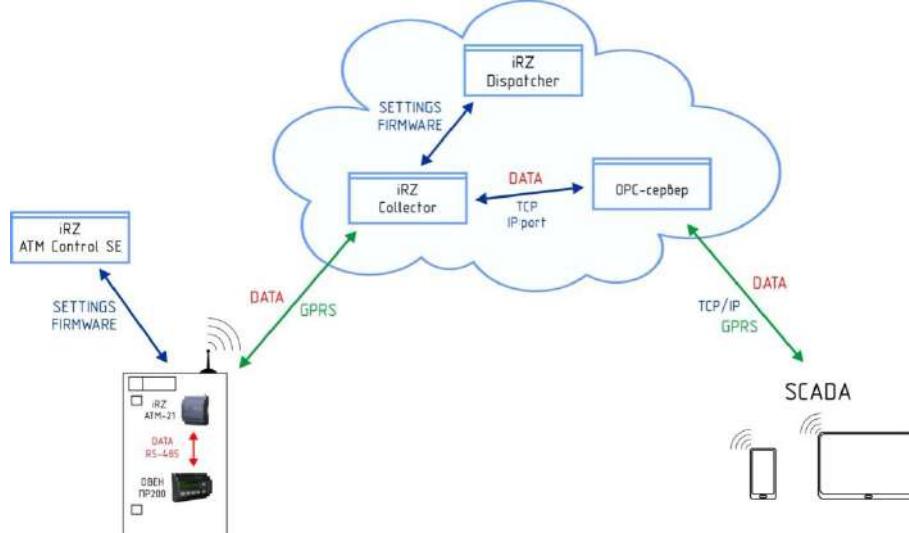 iRZ
Dispatcher
SETTINGS
FIRMWARE
iRZ
Collector
DATA
TCP
IP:port
OPC-сервер
iRZ
ATM Control SE
SETTINGS
FIRMWARE
DATA
GPRS
DATA
TCP/IP
GPRS
iRZ
ATM-21
DATA
RS-485
ОВЕН
ПР200
SCADA